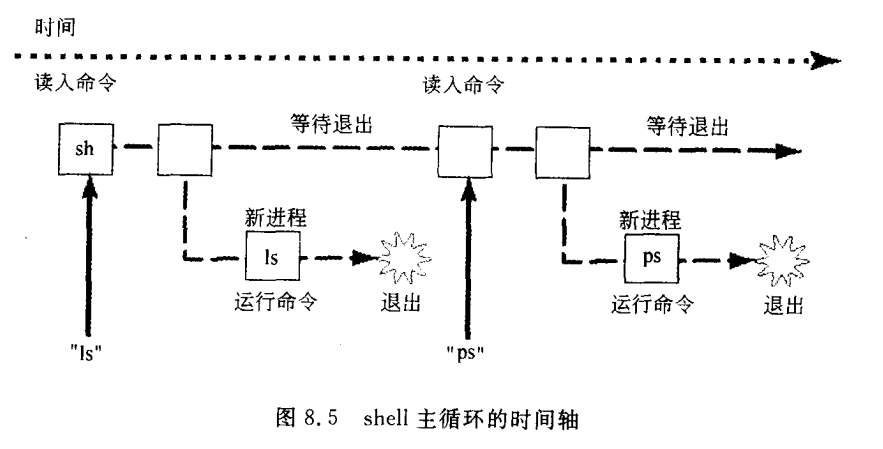 时间
读入命令 读入命令
等待退出 等待退出
sh
新进程 新进程
ls ps
运行命令 退出 运行命令 退出
"ls" "ps"
图 8.5 shell 主循环的时间轴